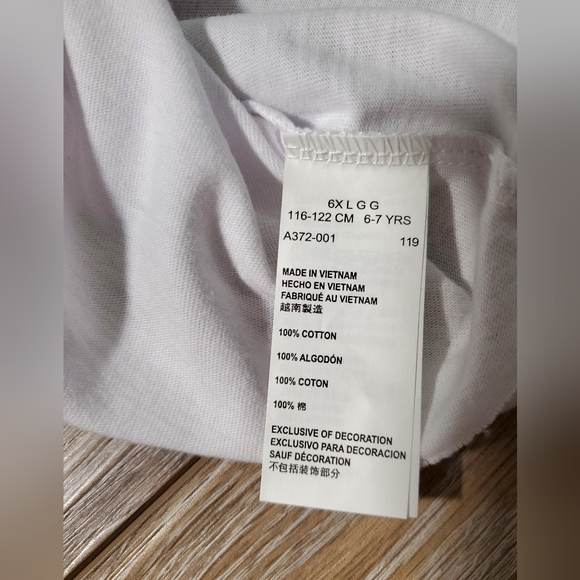 6X L G G
116-122 CM 6-7 YRS
A372-001 119
MADE IN VIETNAM
HECHO EN VIETNAM
FABRIQUÉ AU VIETNAM
越南製造
100% COTTON
100% ALGODÓN
100% COTON
100% 棉
EXCLUSIVE OF DECORATION
EXCLUSIVO PARA DECORACION
SAUF DÉCORATION
不包括装饰部分